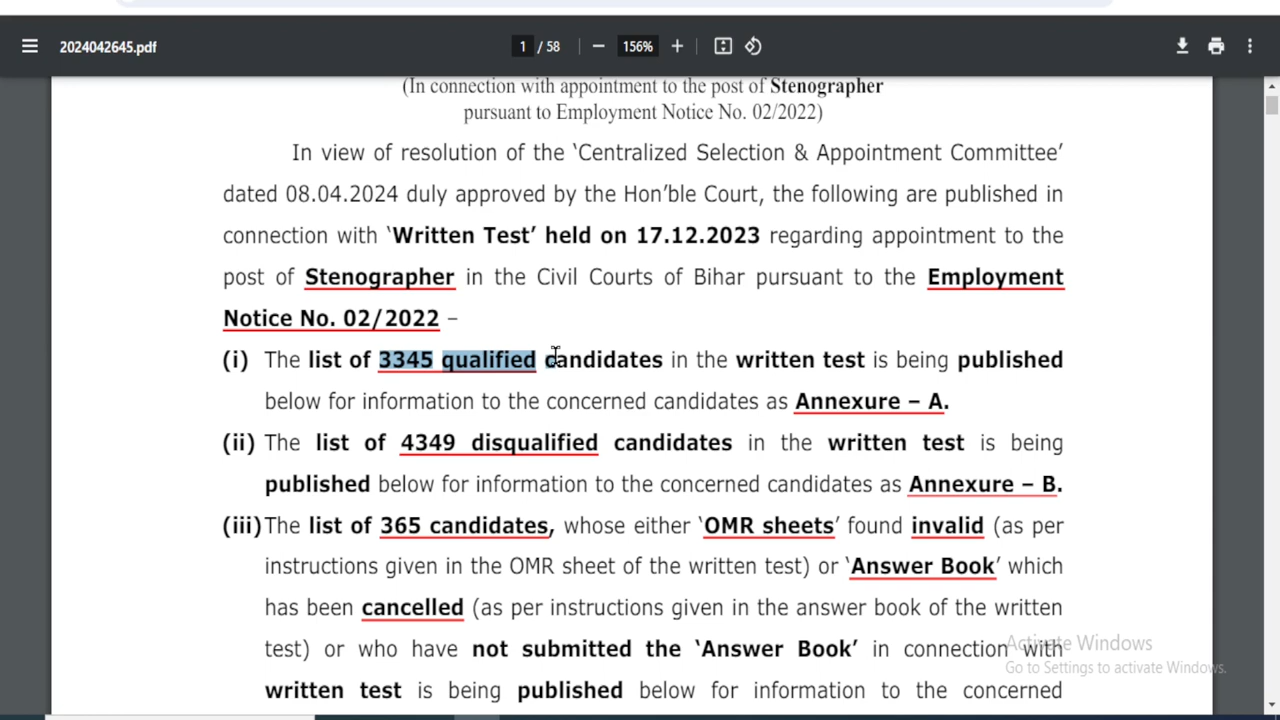 2024042645.pdf
1 / 58
156%
(In connection with appointment to the post of Stenographer
pursuant to Employment Notice No. 02/2022)
In view of resolution of the ‘Centralized Selection & Appointment Committee’
dated 08.04.2024 duly approved by the Hon’ble Court, the following are published in
connection with ‘Written Test’ held on 17.12.2023 regarding appointment to the
post of Stenographer in the Civil Courts of Bihar pursuant to the Employment
Notice No. 02/2022 –
(i) The list of 3345 qualified candidates in the written test is being published
below for information to the concerned candidates as Annexure – A.
(ii) The list of 4349 disqualified candidates in the written test is being
published below for information to the concerned candidates as Annexure – B.
(iii) The list of 365 candidates, whose either ‘OMR sheets’ found invalid (as per
instructions given in the OMR sheet of the written test) or ‘Answer Book’ which
has been cancelled (as per instructions given in the answer book of the written
test) or who have not submitted the ‘Answer Book’ in connection with
written test is being published below for information to the concerned
Activate Windows
Go to Settings to activate Windows.